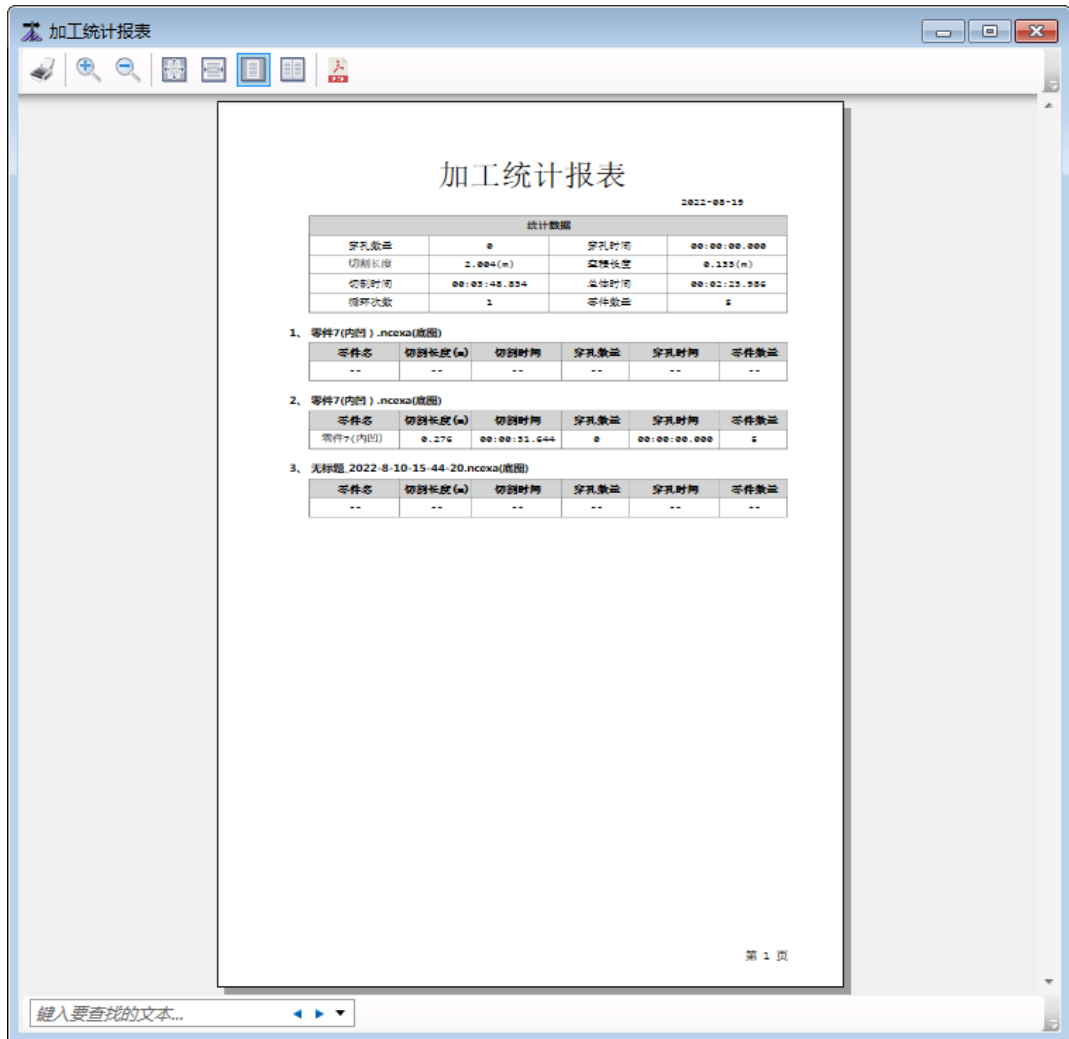 加工统计报表
加工统计报表
2022-08-19
统计数据
穿孔数量 0 穿孔时间 00:00:00.000
切割长度 2.004(m) 空程长度 0.133(m)
切割时间 00:03:48.834 总体时间 00:02:23.986
循环次数 1 零件数量
1、 零件7(内凹 ) .ncexa(底图)
零件名 切割长度(m) 切割时间 穿孔数量 穿孔时间 零件数量
-- -- -- -- -- --
2、 零件7(内凹 ) .ncexa(底图)
零件名 切割长度(m) 切割时间 穿孔数量 穿孔时间 零件数量
零件7(内凹) 0.276 00:00:31.644 0 00:00:00.000
3、 无标题_2022-8-10-15-44-20.ncexa(底图)
零件名 切割长度(m) 切割时间 穿孔数量 穿孔时间 零件数量
-- -- -- -- -- --
第 1 页
键入要查找的文本...